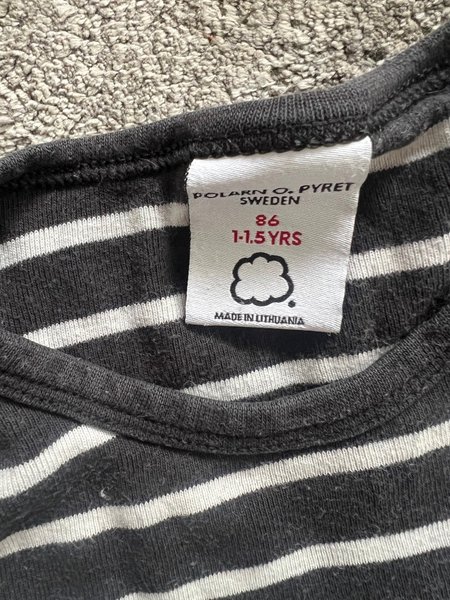 POLARN O. PYRET
SWEDEN
86
1-1.5 YRS
MADE IN LITHUANIA